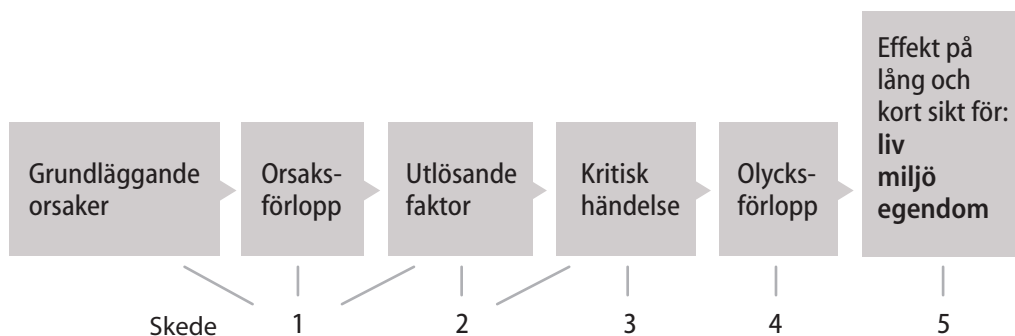 Grundläggande
orsaker
Orsaks-
förlopp
Utlösande
faktor
Kritisk
händelse
Olycks-
förlopp
Effekt på
lång och
kort sikt för:
liv
miljö
egendom
Skede 1 2 3 4 5